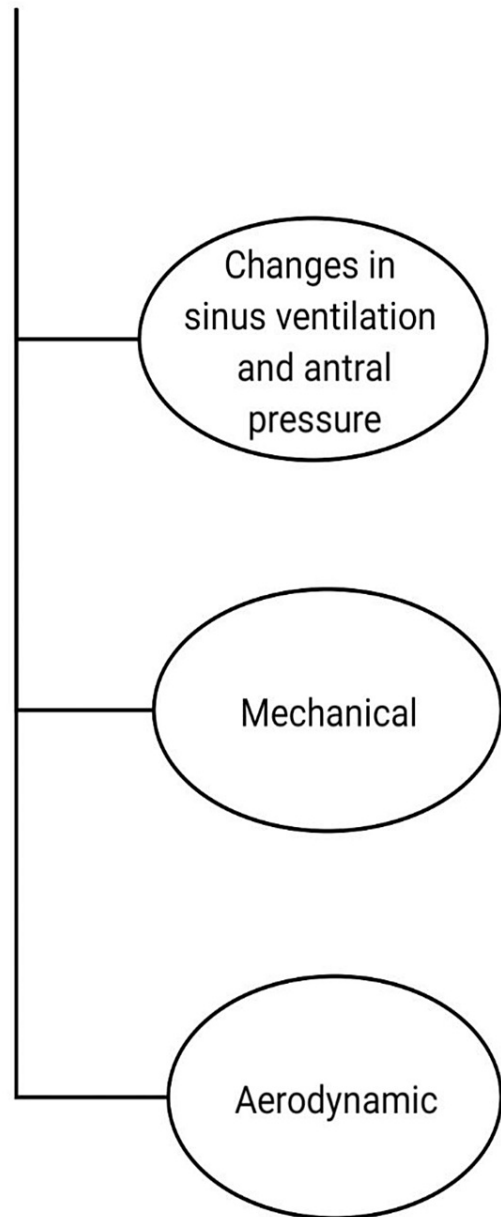 Changes in
sinus ventilation
and antral
pressure
Mechanical
Aerodynamic